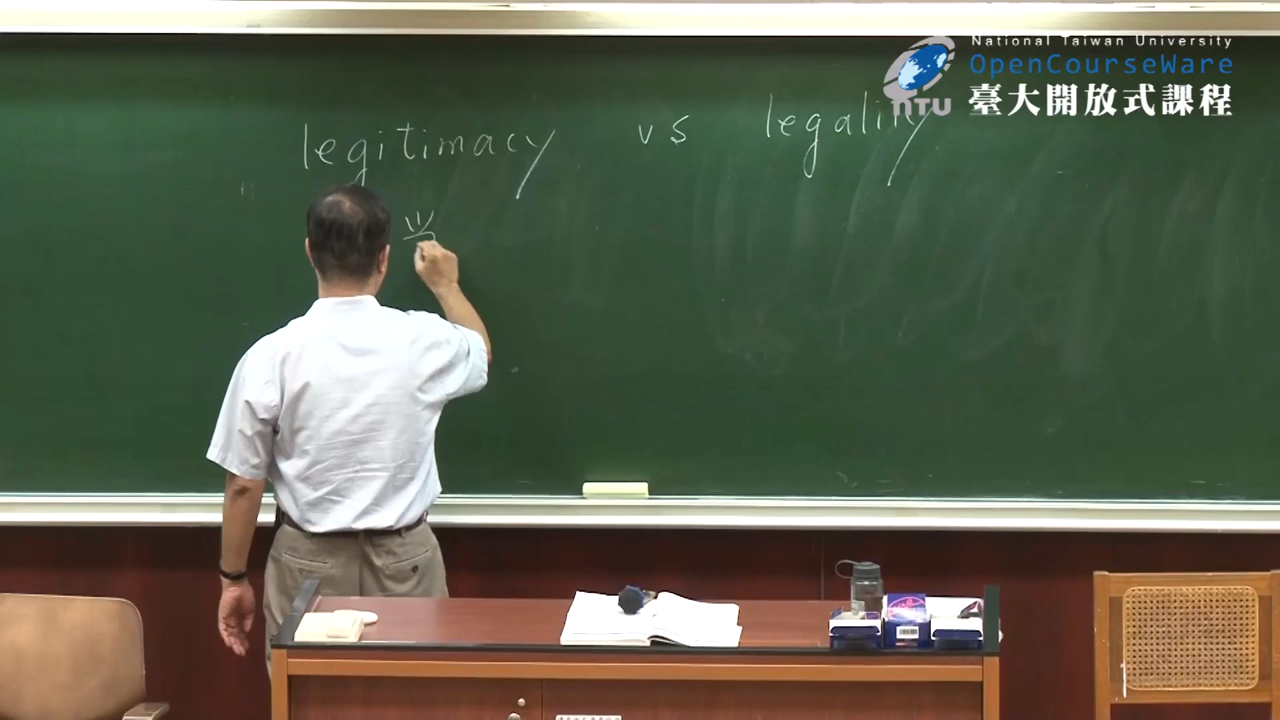 National Taiwan University
OpenCourseWare
臺大開放式課程
NTU
legitimacy vs legality